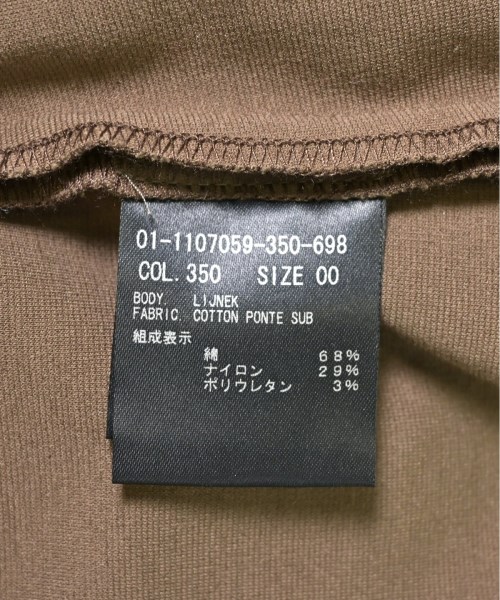 01-1107059-350-698
COL. 350 SIZE 00
BODY. LIJNEK
FABRIC. COTTON PONTE SUB
組成表示
綿 68%
ナイロン 29%
ポリウレタン 3%